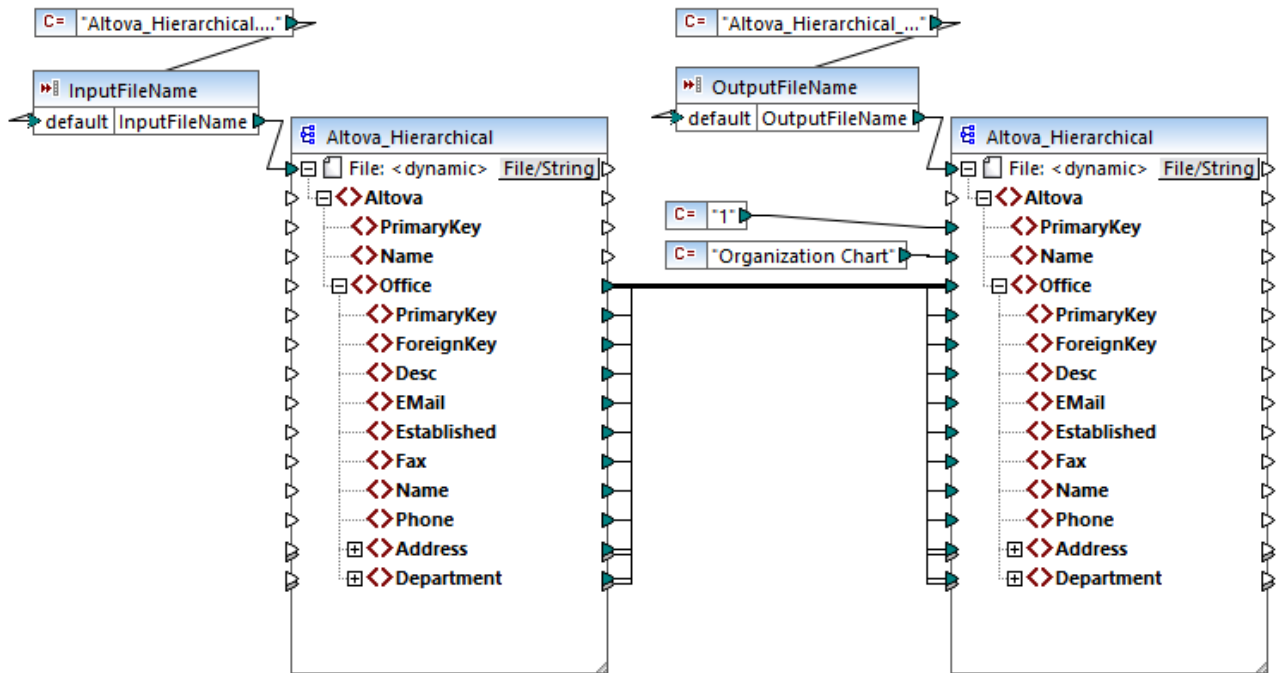 C= "Altova_Hierarchical...."
C= "Altova_Hierarchical_..."
InputFileName
default InputFileName
OutputFileName
default OutputFileName
Altova_Hierarchical
File: <dynamic> File/String
Altova
PrimaryKey
Name
Office
PrimaryKey
ForeignKey
Desc
EMail
Established
Fax
Name
Phone
Address
Department
C= "1"
C= "Organization Chart"
Altova_Hierarchical
File: <dynamic> File/String
Altova
PrimaryKey
Name
Office
PrimaryKey
ForeignKey
Desc
EMail
Established
Fax
Name
Phone
Address
Department